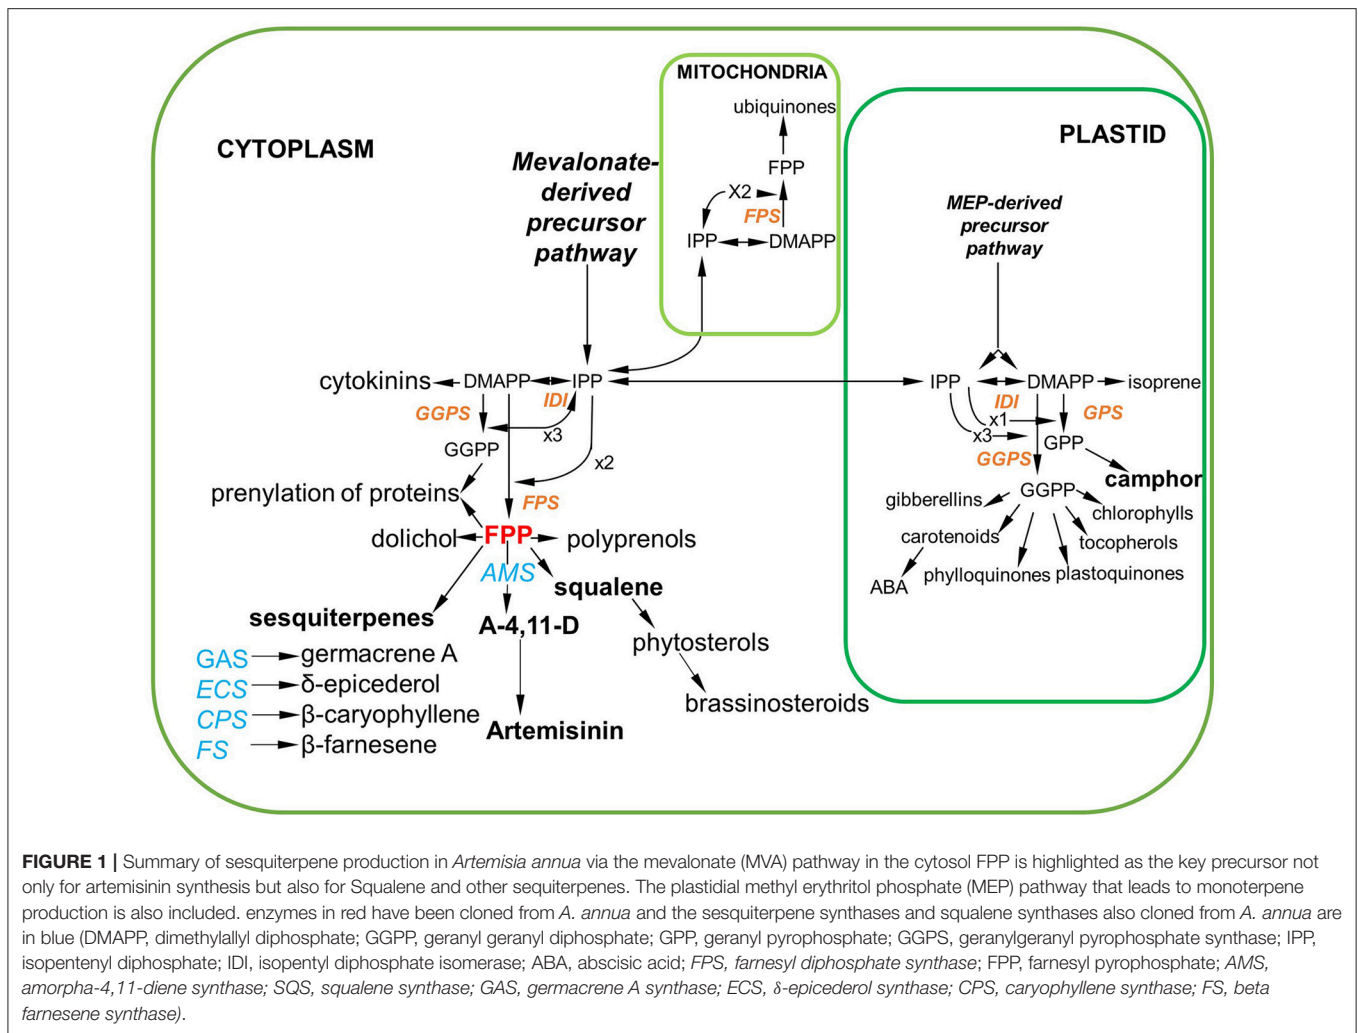 MITOCHONDRIA
ubiquinones
FPP
X2
FPS
IPP
DMAPP
CYTOPLASM
Mevalonate-
derived
precursor
pathway
PLASTID
MEP-derived
precursor
pathway
cytokinins
DMAPP
IPP
IDI
GGPS
x3
GGPP
x2
prenylation of proteins
FPS
dolichol
FPP
polyprenols
AMS
squalene
sesquiterpenes
A-4,11-D
phytosterols
GAS
germacrene A
ECS
δ-epicederol
brassinosteroids
CPS
β-caryophyllene
Artemisinin
FS
β-farnesene
IPP
DMAPP
isoprene
IDI
GPS
x1
x3
GPP
GGPS
camphor
GGPP
gibberellins
chlorophylls
carotenoids
tocopherols
ABA
phylloquinones
plastoquinones
FIGURE 1 | Summary of sesquiterpene production in Artemisia annua via the mevalonate (MVA) pathway in the cytosol FPP is highlighted as the key precursor not
only for artemisinin synthesis but also for Squalene and other sequiterpenes. The plastidial methyl erythritol phosphate (MEP) pathway that leads to monoterpene
production is also included. enzymes in red have been cloned from A. annua and the sesquiterpene synthases and squalene synthases also cloned from A. annua are
in blue (DMAPP, dimethylallyl diphosphate; GGPP, geranyl geranyl diphosphate; GPP, geranyl pyrophosphate; GGPS, geranylgeranyl pyrophosphate synthase; IPP,
isopentenyl diphosphate; IDI, isopentyl diphosphate isomerase; ABA, abscisic acid; FPS, farnesyl diphosphate synthase; FPP, farnesyl pyrophosphate; AMS,
amorpha-4,11-diene synthase; SQS, squalene synthase; GAS, germacrene A synthase; ECS, δ-epicederol synthase; CPS, caryophyllene synthase; FS, beta
farnesene synthase).